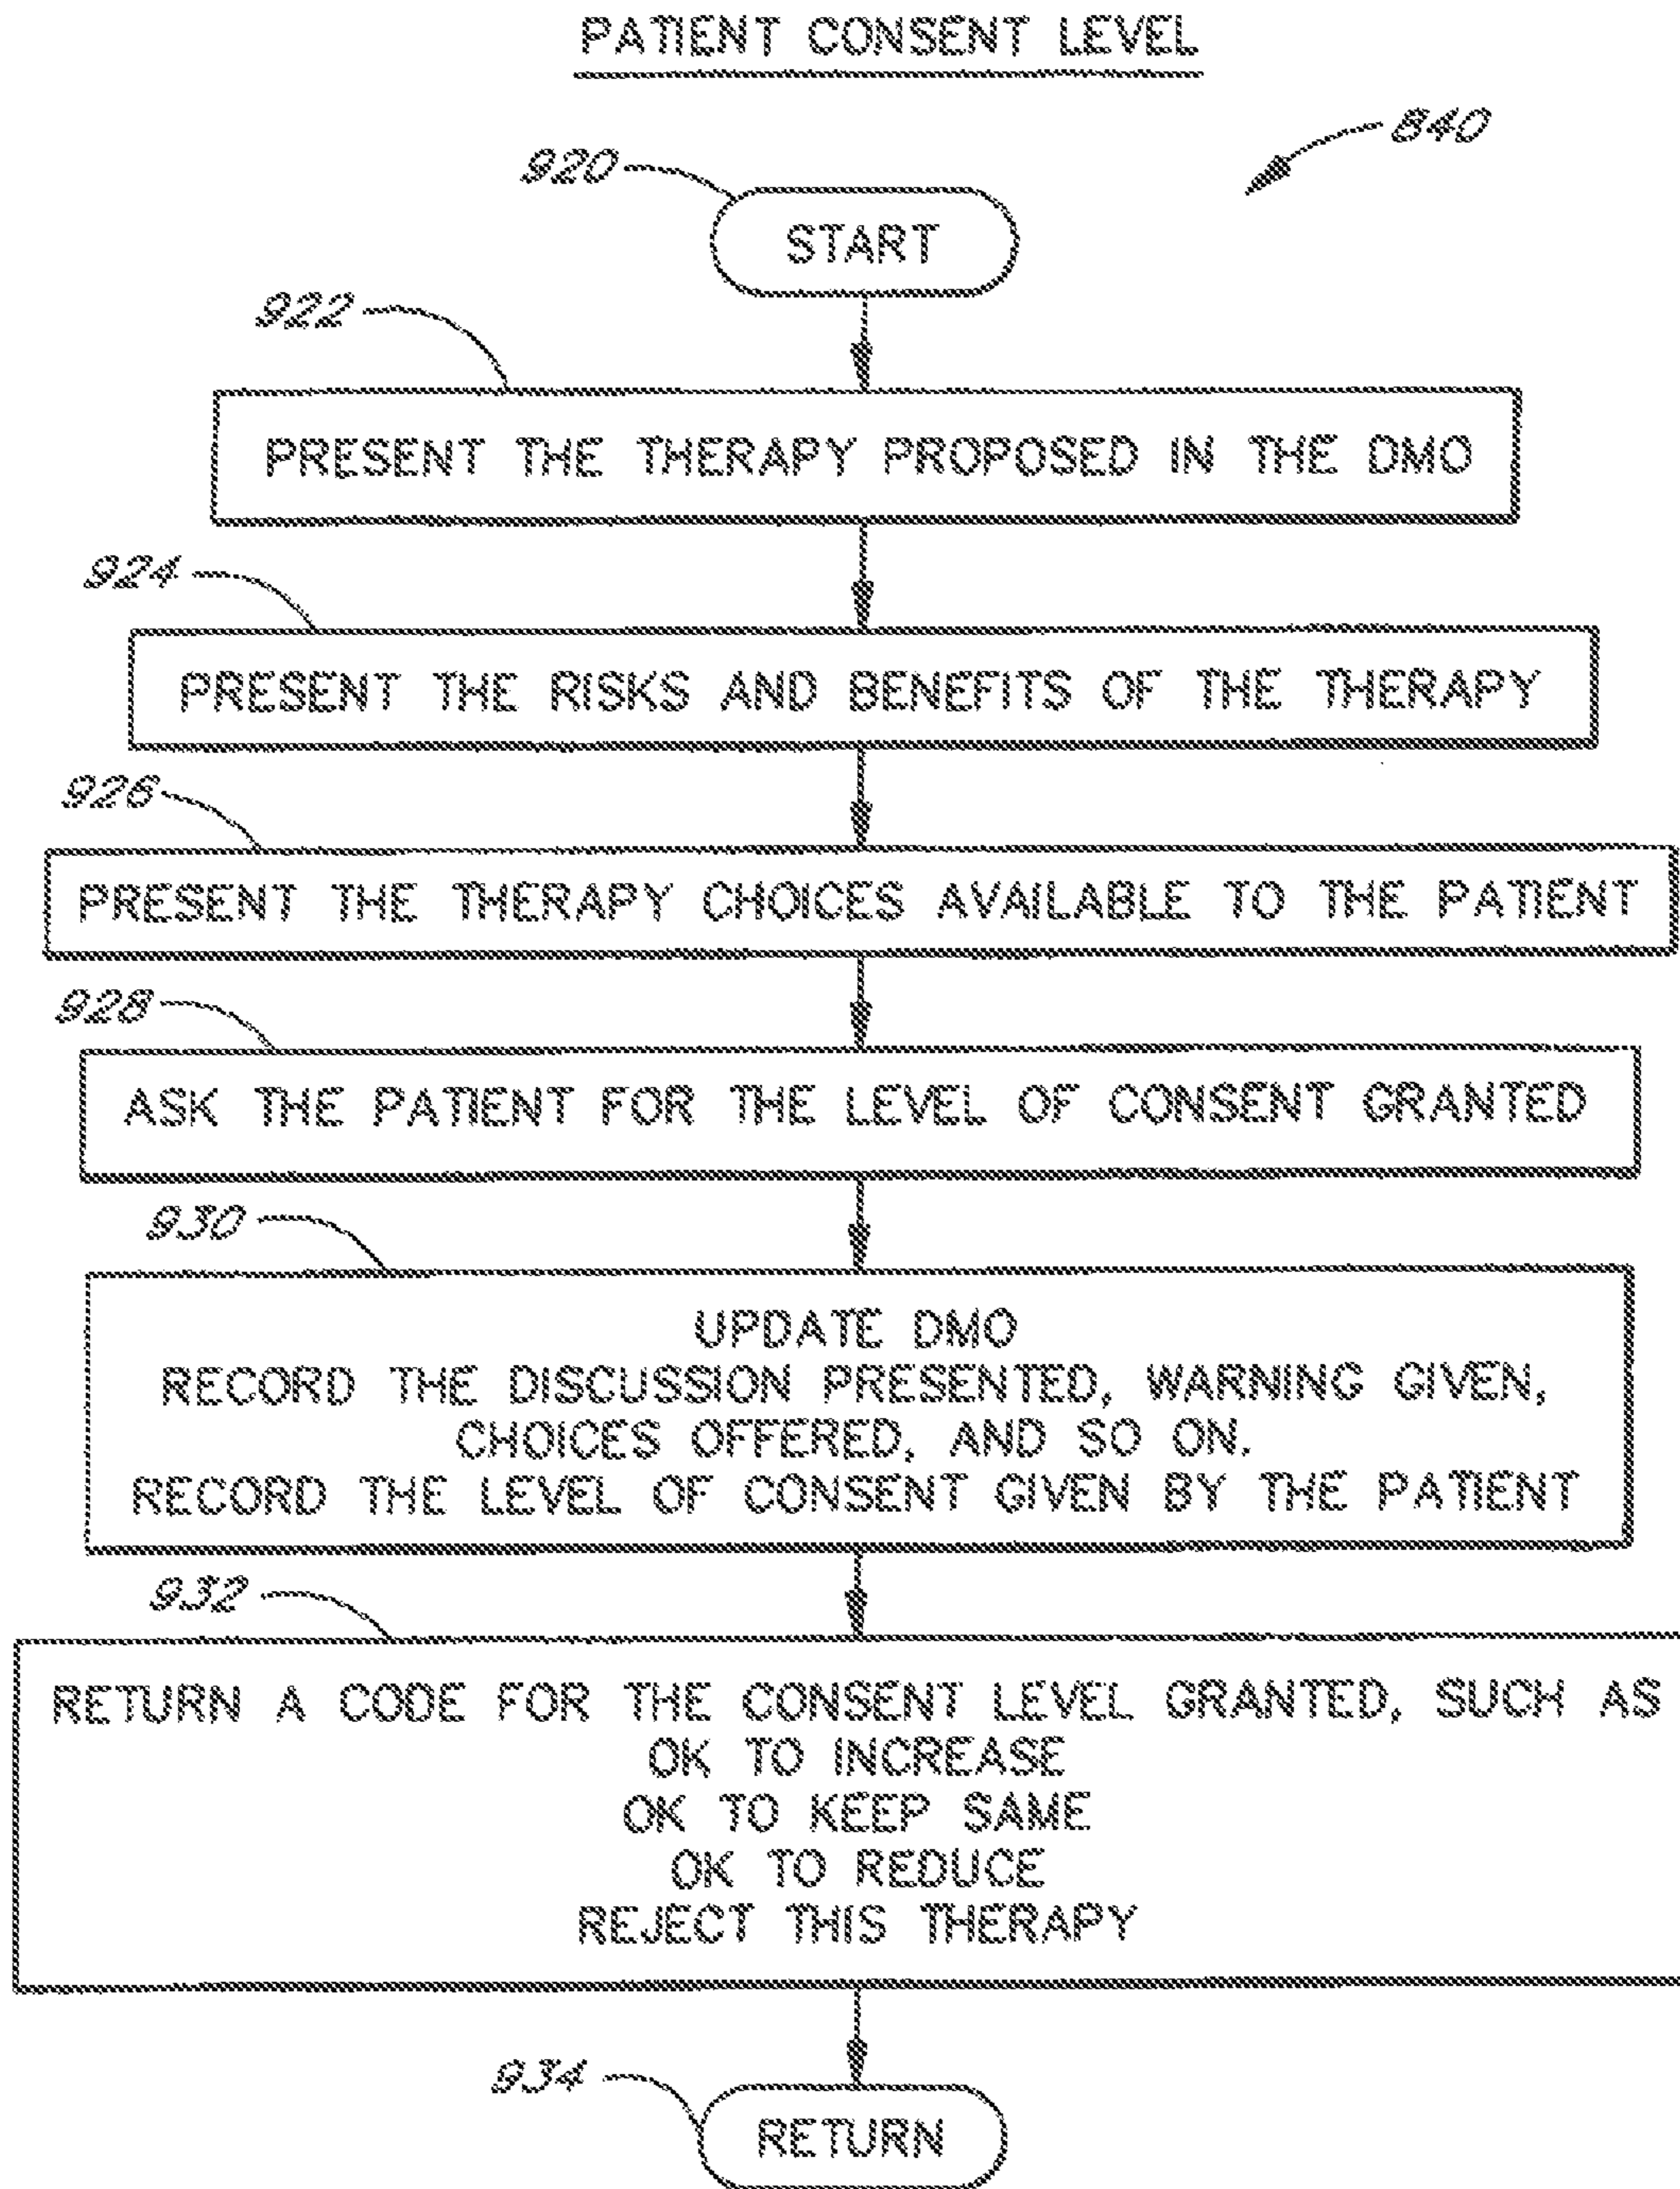 PATIENT CONSENT LEVEL
840
920
START
922
PRESENT THE THERAPY PROPOSED IN THE DMO
924
PRESENT THE RISKS AND BENEFITS OF THE THERAPY
926
PRESENT THE THERAPY CHOICES AVAILABLE TO THE PATIENT
928
ASK THE PATIENT FOR THE LEVEL OF CONSENT GRANTED
930
UPDATE DMO
RECORD THE DISCUSSION PRESENTED, WARNING GIVEN,
CHOICES OFFERED, AND SO ON.
RECORD THE LEVEL OF CONSENT GIVEN BY THE PATIENT
932
RETURN A CODE FOR THE CONSENT LEVEL GRANTED, SUCH AS
OK TO INCREASE
OK TO KEEP SAME
OK TO REDUCE
REJECT THIS THERAPY
934
RETURN